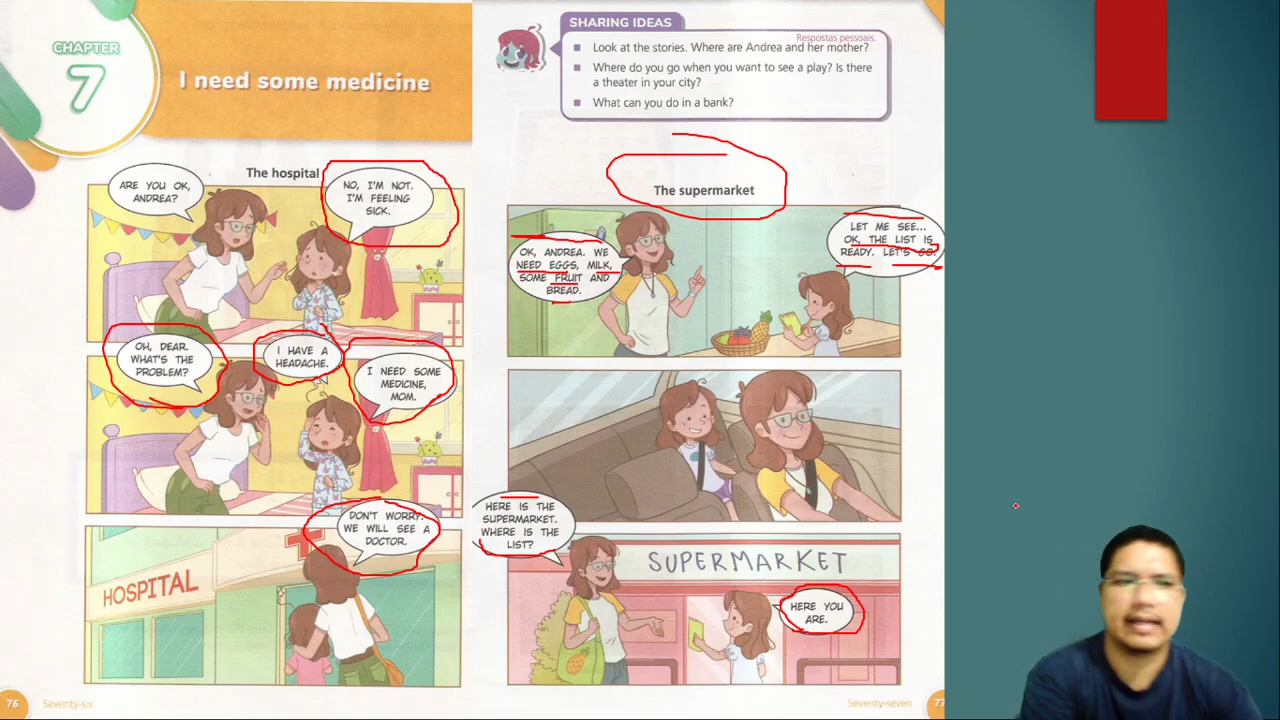 CHAPTER
7
I need some medicine
The hospital
ARE YOU OK,
ANDREA?
NO, I'M NOT.
I'M FEELING
SICK.
OH, DEAR.
WHAT'S THE
PROBLEM?
I HAVE A
HEADACHE.
I NEED SOME
MEDICINE,
MOM.
DON'T WORRY.
WE WILL SEE A
DOCTOR.
HOSPITAL
76
Seventy-six
SHARING IDEAS
Respostas pessoais.
Look at the stories. Where are Andrea and her mother?
Where do you go when you want to see a play? Is there
a theater in your city?
What can you do in a bank?
The supermarket
OK, ANDREA. WE
NEED EGGS, MILK,
SOME FRUIT AND
BREAD.
LET ME SEE...
OK, THE LIST IS
READY. LET'S GO.
HERE IS THE
SUPERMARKET.
WHERE IS THE
LIST?
SUPERMARKET
HERE YOU
ARE.
Seventy-seven
77